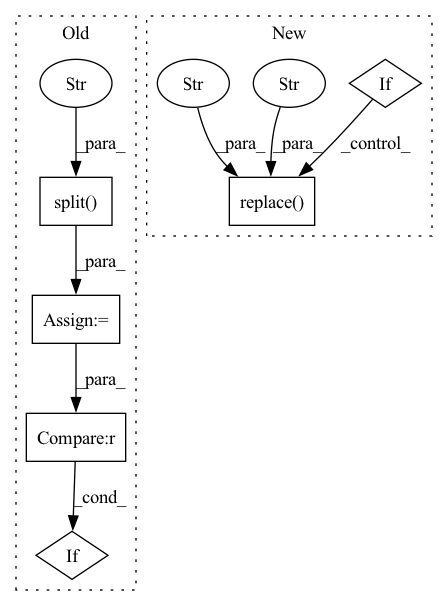 Old
New
Str
Str
Str
If
_para_
_para_
_para_
_control_
split()
replace()
_para_
Assign:=
_para_
Compare:r
_cond_
If